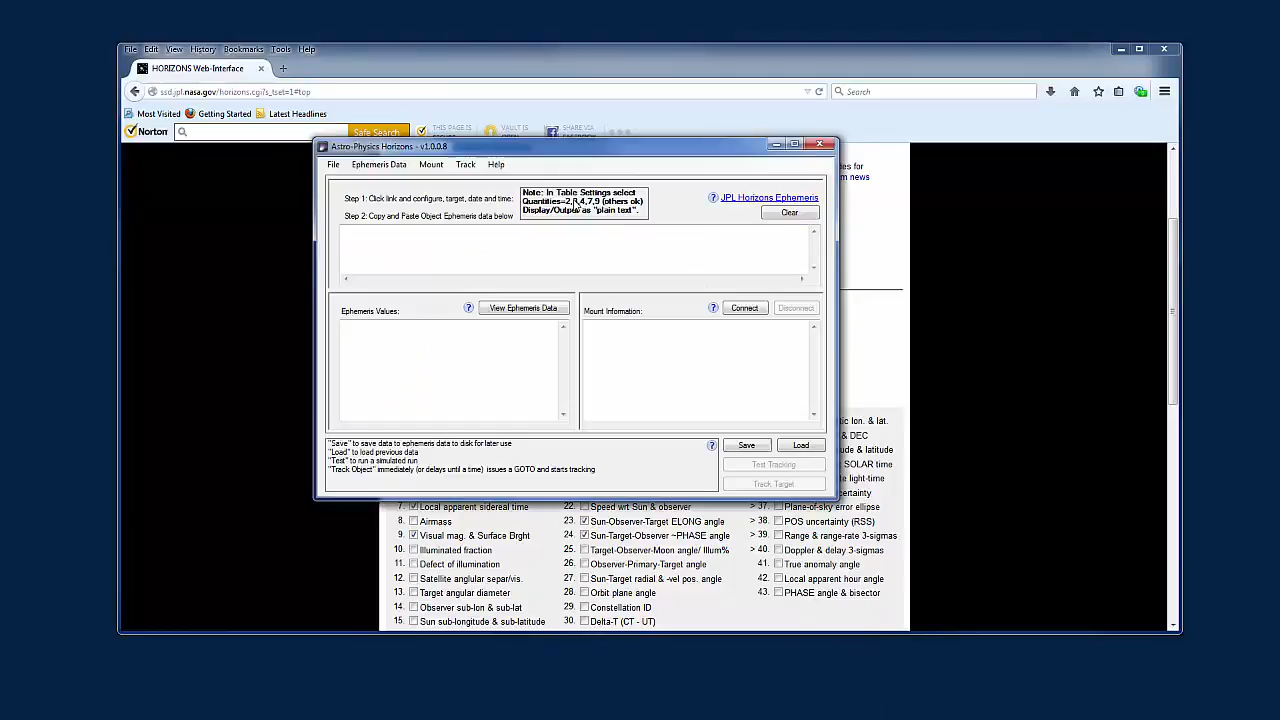 File Edit View History Bookmarks Tools Help
HORIZONS Web-Interface
ssd.jpl.nasa.gov/horizons.cgi?s_tset=1#top
Search
Most Visited Getting Started Latest Headlines
Norton Safe Search THIS PAGE IS VAULT IS OPEN SHARE VIA
Astro-Physics Horizons - v1.0.0.8
File Ephemeris Data Mount Track Help
Step 1: Click link and configure, target, date and time:
Note: In Table Settings select
Quantities=2,3,4,7,9 (others ok)
Display/Output as "plain text".
JPL Horizons Ephemeris
Clear
Step 2: Copy and Paste Object Ephemeris data below
Ephemeris Values: View Ephemeris Data
Mount Information: Connect Disconnect
"Save" to save data to ephemeris data to disk for later use
"Load" to load previous data
"Test" to run a simulated run
"Track Object" immediately (or delays until a time) issues a GOTO and starts tracking
Save Load
Test Tracking
Track Target
des for
m news
tic lon. & lat.
& DEC
ude & latitude
SOLAR time
te light-time
certainty
7. Local apparent sidereal time 22. Speed wrt Sun & observer > 37. Plane-of-sky error ellipse
8. Airmass 23. Sun-Observer-Target ELONG angle > 38. POS uncertainty (RSS)
9. Visual mag. & Surface Brght 24. Sun-Target-Observer ~PHASE angle > 39. Range & range-rate 3-sigmas
10. Illuminated fraction 25. Target-Observer-Moon angle/ Illum% > 40. Doppler & delay 3-sigmas
11. Defect of illumination 26. Observer-Primary-Target angle 41. True anomaly angle
12. Satellite anglular separ/vis. 27. Sun-Target radial & -vel pos. angle 42. Local apparent hour angle
13. Target angular diameter 28. Orbit plane angle 43. PHASE angle & bisector
14. Observer sub-lon & sub-lat 29. Constellation ID
15. Sun sub-longitude & sub-latitude 30. Delta-T (CT - UT)